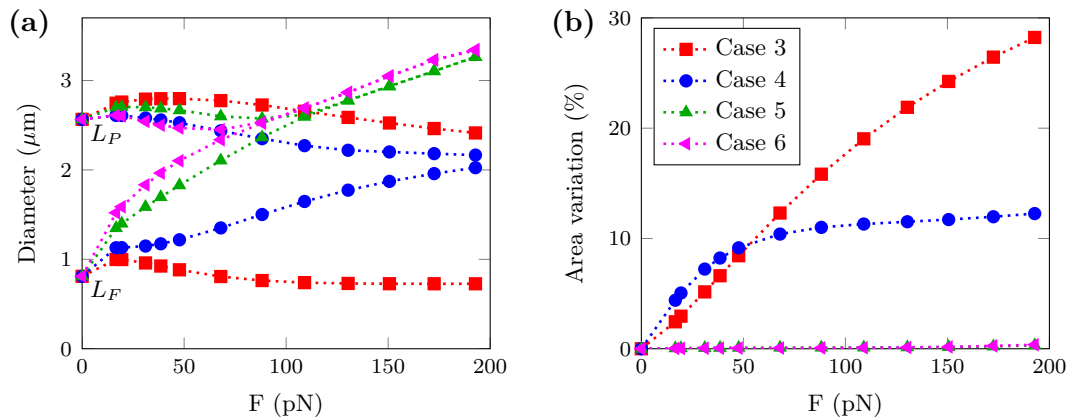 (a)
3
2
1
0
Diameter (μm)
L_P
L_F
0 50 100 150 200
F (pN)
(b)
30
20
10
0
Area variation (%)
Case 3
Case 4
Case 5
Case 6
0 50 100 150 200
F (pN)